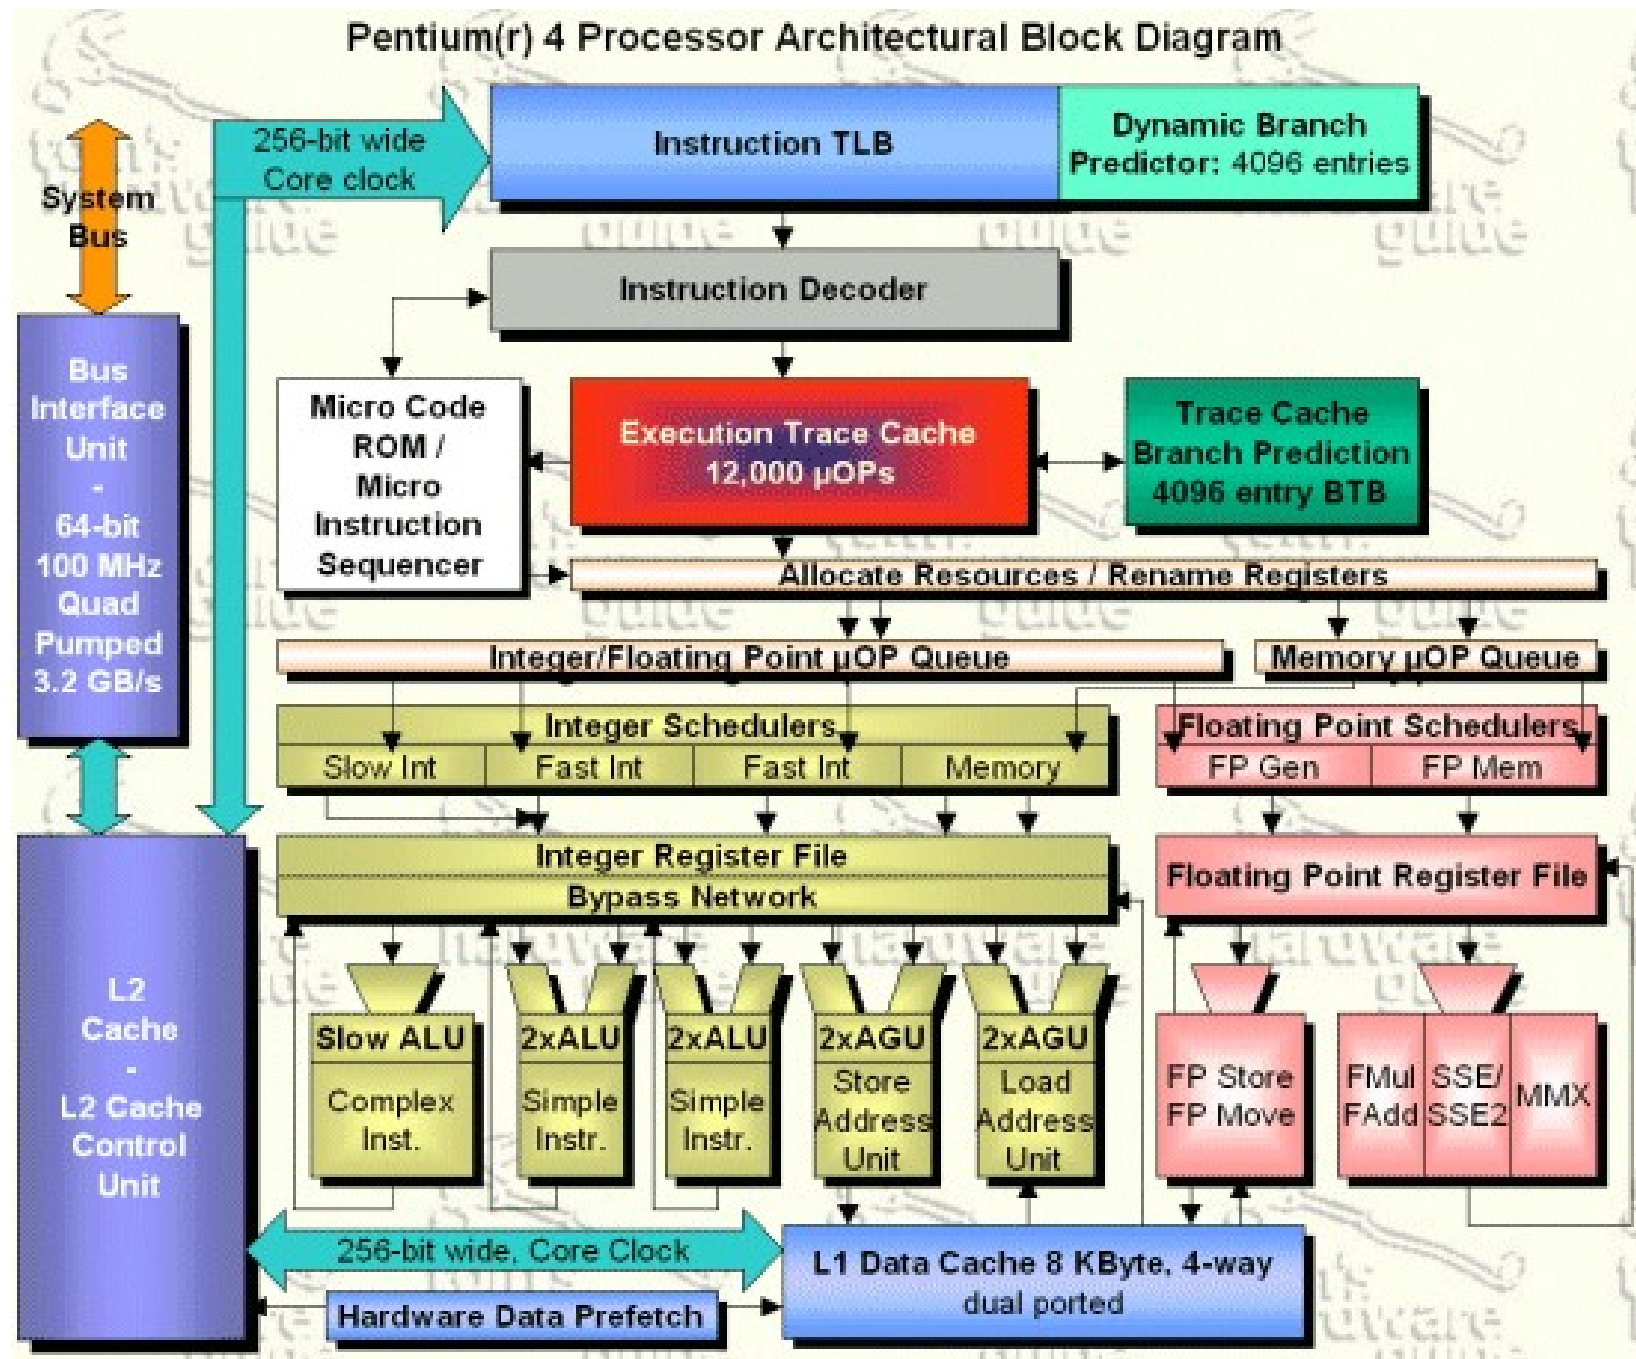 Pentium(r) 4 Processor Architectural Block Diagram
256-bit wide
Core clock
Instruction TLB
Dynamic Branch
Predictor: 4096 entries
System
Bus
Instruction Decoder
Bus
Interface
Unit
-
64-bit
100 MHz
Quad
Pumped
3.2 GB/s
Micro Code
ROM /
Micro
Instruction
Sequencer
Execution Trace Cache
12,000 µOPs
Trace Cache
Branch Prediction
4096 entry BTB
Allocate Resources / Rename Registers
Integer/Floating Point µOP Queue
Memory µOP Queue
Integer Schedulers
Slow Int
Fast Int
Fast Int
Memory
Floating Point Schedulers
FP Gen
FP Mem
Integer Register File
Bypass Network
Floating Point Register File
L2
Cache
-
L2 Cache
Control
Unit
Slow ALU
Complex
Inst.
2xALU
Simple
Instr.
2xALU
Simple
Instr.
2xAGU
Store
Address
Unit
2xAGU
Load
Address
Unit
FP Store
FP Move
FMul
FAdd
SSE/
SSE2
MMX
256-bit wide, Core Clock
L1 Data Cache 8 KByte, 4-way
dual ported
Hardware Data Prefetch